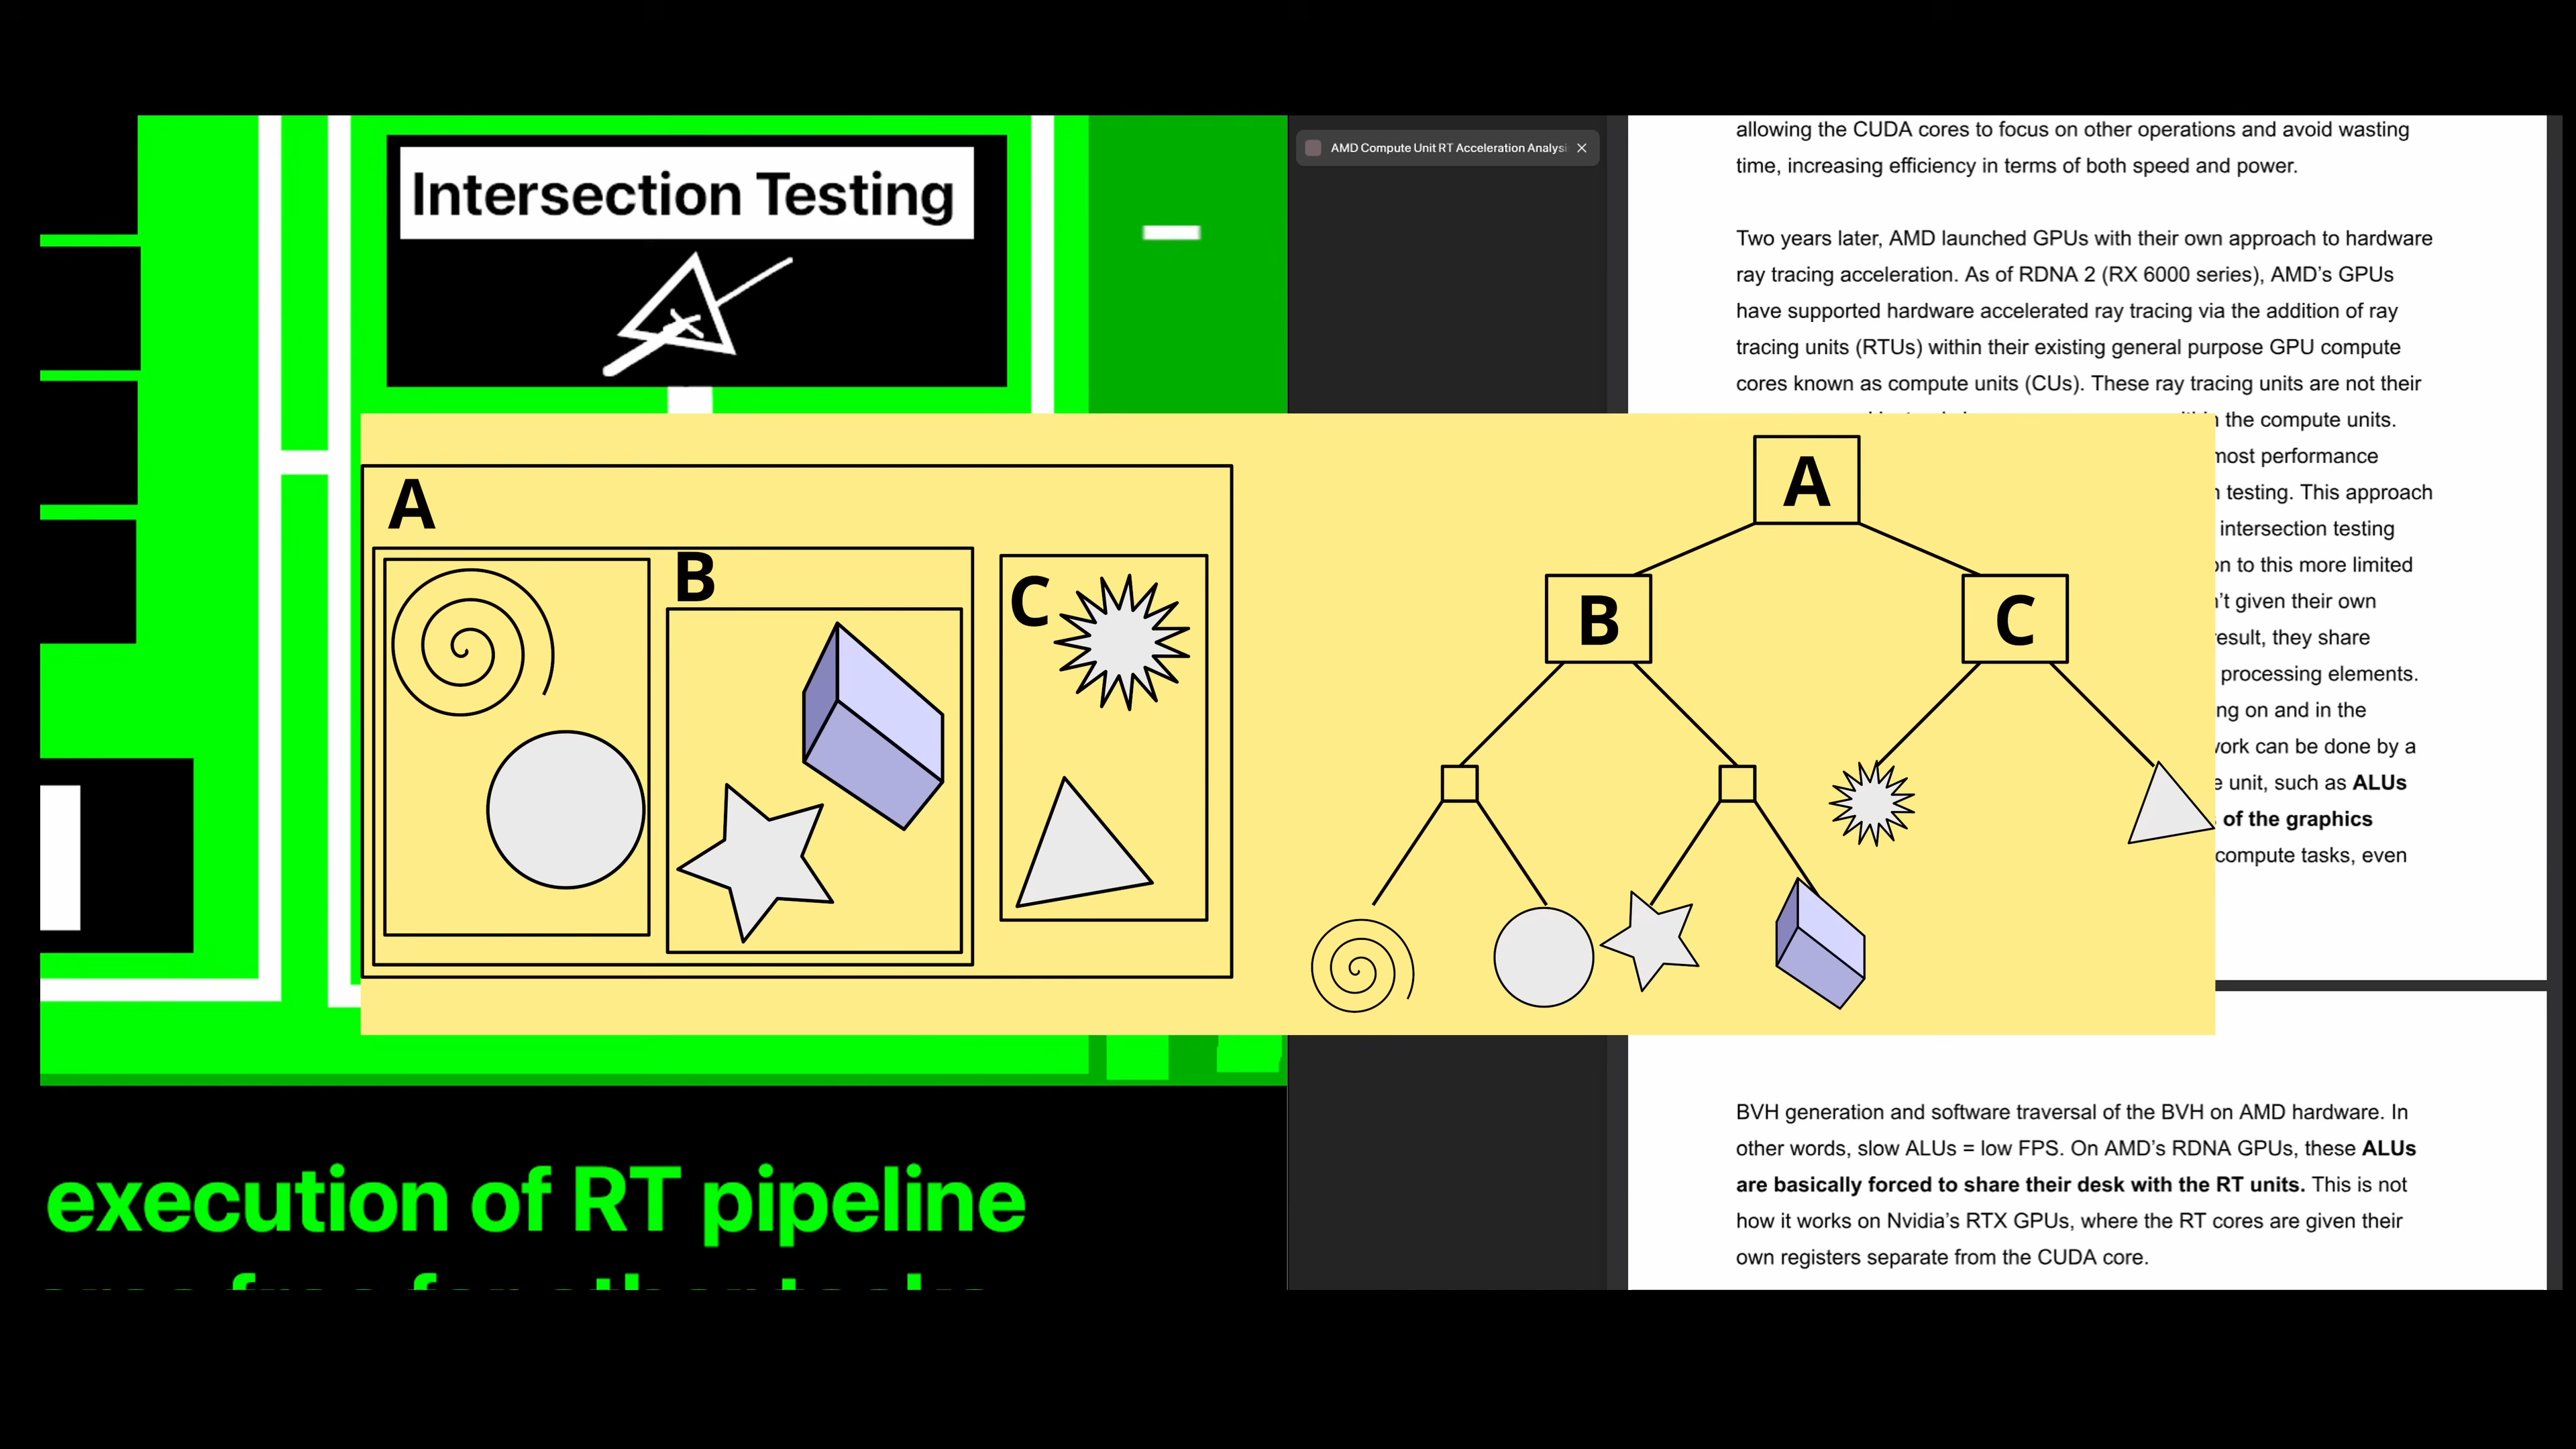 Intersection Testing
execution of RT pipeline
AMD Compute Unit RT Acceleration Analysi
allowing the CUDA cores to focus on other operations and avoid wasting
time, increasing efficiency in terms of both speed and power.
Two years later, AMD launched GPUs with their own approach to hardware
ray tracing acceleration. As of RDNA 2 (RX 6000 series), AMD’s GPUs
have supported hardware accelerated ray tracing via the addition of ray
tracing units (RTUs) within their existing general purpose GPU compute
cores known as compute units (CUs). These ray tracing units are not their
the compute units.
most performance
testing. This approach
intersection testing
to this more limited
given their own
result, they share
processing elements.
on and in the
work can be done by a
unit, such as ALUs
of the graphics
compute tasks, even
A
B
C
A
B
C
BVH generation and software traversal of the BVH on AMD hardware. In
other words, slow ALUs = low FPS. On AMD’s RDNA GPUs, these ALUs
are basically forced to share their desk with the RT units. This is not
how it works on Nvidia’s RTX GPUs, where the RT cores are given their
own registers separate from the CUDA core.